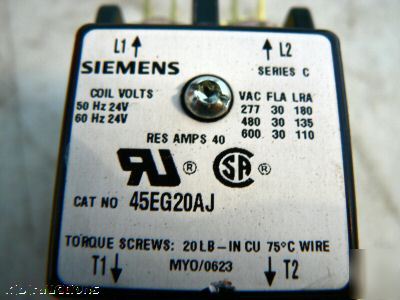 L1 L2
SIEMENS SERIES C
COIL VOLTS
50 Hz 24V
60 Hz 24V
VAC FLA LRA
277 30 180
480 30 135
600 30 110
RES AMPS 40
CAT NO 45EG20AJ
TORQUE SCREWS: 20LB-IN CU 75°C WIRE
T1 MYO/0623 T2